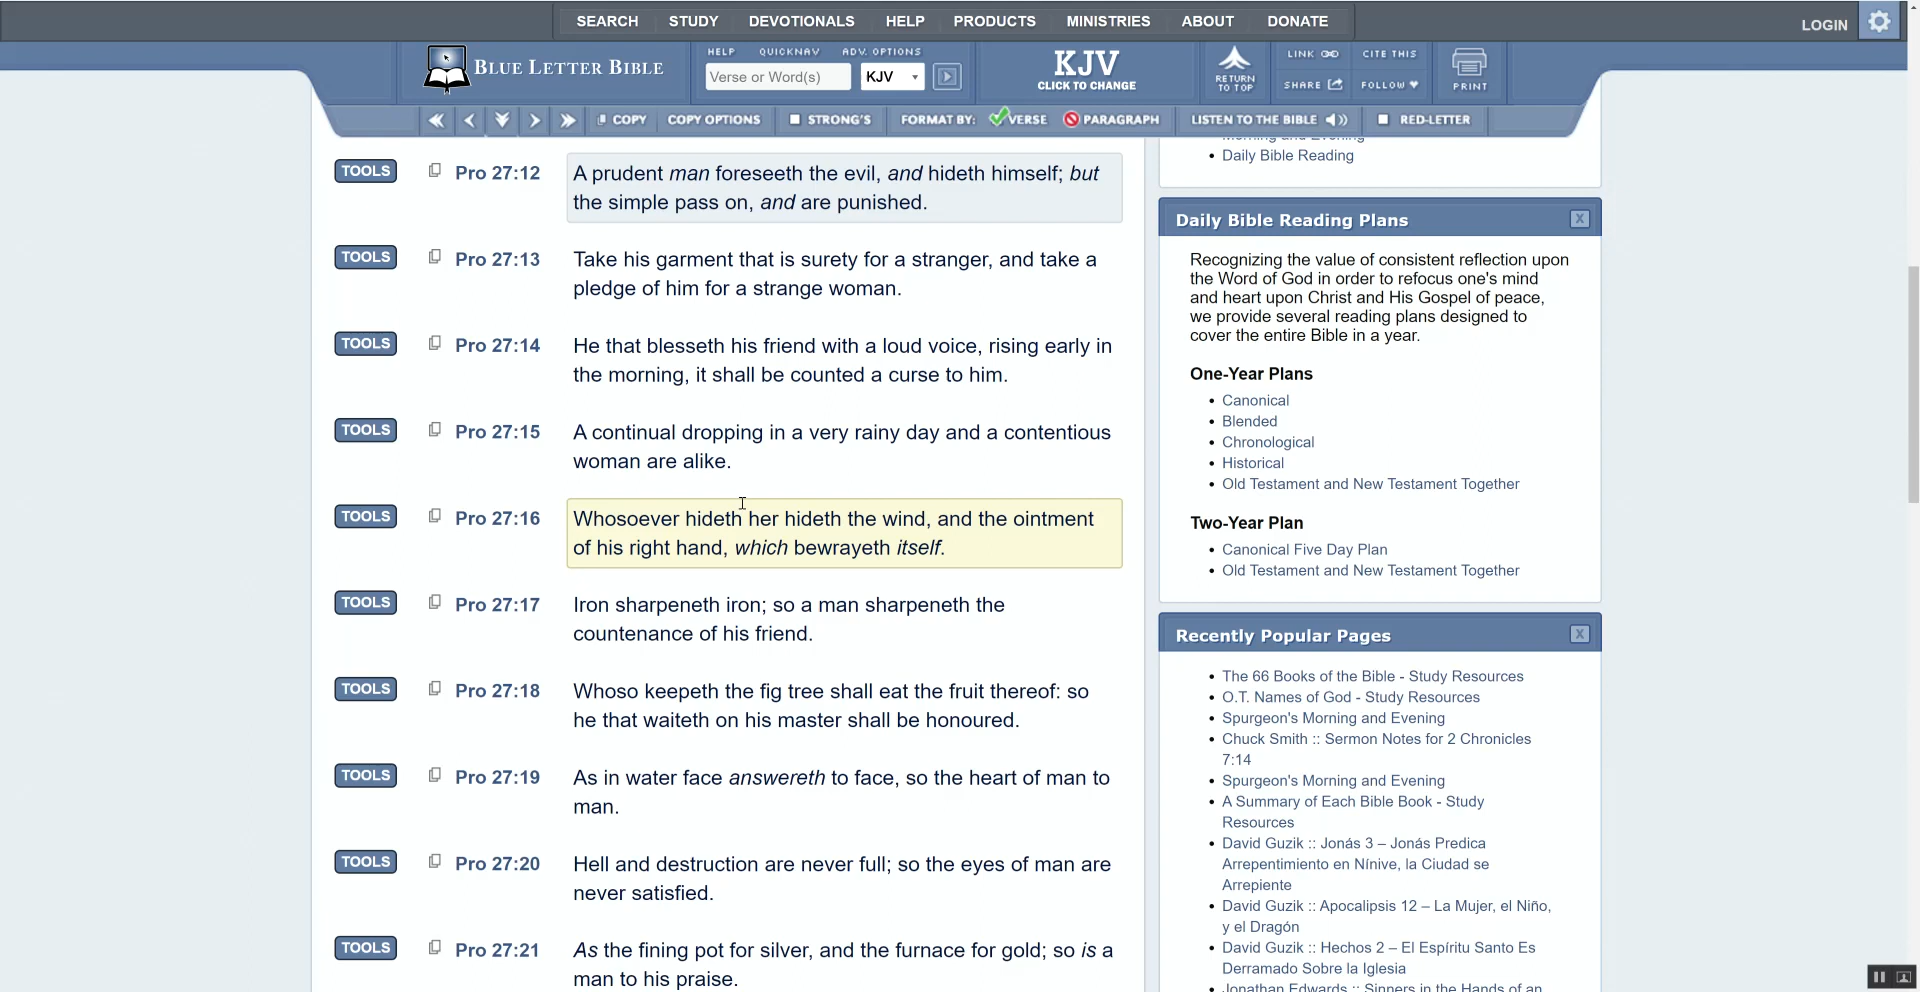 SEARCH STUDY DEVOTIONALS HELP PRODUCTS MINISTRIES ABOUT DONATE
LOGIN
BLUE LETTER BIBLE
HELP QUICKNAV ADV. OPTIONS
Verse or Word(s) KJV
KJV
CLICK TO CHANGE
RETURN
TO TOP
LINK CITE THIS
SHARE FOLLOW
PRINT
COPY COPY OPTIONS STRONG'S FORMAT BY: VERSE PARAGRAPH LISTEN TO THE BIBLE RED-LETTER
TOOLS Pro 27:12 A prudent man foreseeth the evil, and hideth himself; but
the simple pass on, and are punished.
TOOLS Pro 27:13 Take his garment that is surety for a stranger, and take a
pledge of him for a strange woman.
TOOLS Pro 27:14 He that blesseth his friend with a loud voice, rising early in
the morning, it shall be counted a curse to him.
TOOLS Pro 27:15 A continual dropping in a very rainy day and a contentious
woman are alike.
TOOLS Pro 27:16 Whosoever hideth her hideth the wind, and the ointment
of his right hand, which bewrayeth itself.
TOOLS Pro 27:17 Iron sharpeneth iron; so a man sharpeneth the
countenance of his friend.
TOOLS Pro 27:18 Whoso keepeth the fig tree shall eat the fruit thereof: so
he that waiteth on his master shall be honoured.
TOOLS Pro 27:19 As in water face answereth to face, so the heart of man to
man.
TOOLS Pro 27:20 Hell and destruction are never full; so the eyes of man are
never satisfied.
TOOLS Pro 27:21 As the fining pot for silver, and the furnace for gold; so is a
man to his praise.
Morning and Evening
• Daily Bible Reading
Daily Bible Reading Plans X
Recognizing the value of consistent reflection upon
the Word of God in order to refocus one's mind
and heart upon Christ and His Gospel of peace,
we provide several reading plans designed to
cover the entire Bible in a year.
One-Year Plans
• Canonical
• Blended
• Chronological
• Historical
• Old Testament and New Testament Together
Two-Year Plan
• Canonical Five Day Plan
• Old Testament and New Testament Together
Recently Popular Pages X
• The 66 Books of the Bible - Study Resources
• O.T. Names of God - Study Resources
• Spurgeon's Morning and Evening
• Chuck Smith :: Sermon Notes for 2 Chronicles
7:14
• Spurgeon's Morning and Evening
• A Summary of Each Bible Book - Study
Resources
• David Guzik :: Jonás 3 – Jonás Predica
Arrepentimiento en Nínive, la Ciudad se
Arrepiente
• David Guzik :: Apocalipsis 12 – La Mujer, el Niño,
y el Dragón
• David Guzik :: Hechos 2 – El Espíritu Santo Es
Derramado Sobre la Iglesia
• Jonathan Edwards :: Sinners in the Hands of an